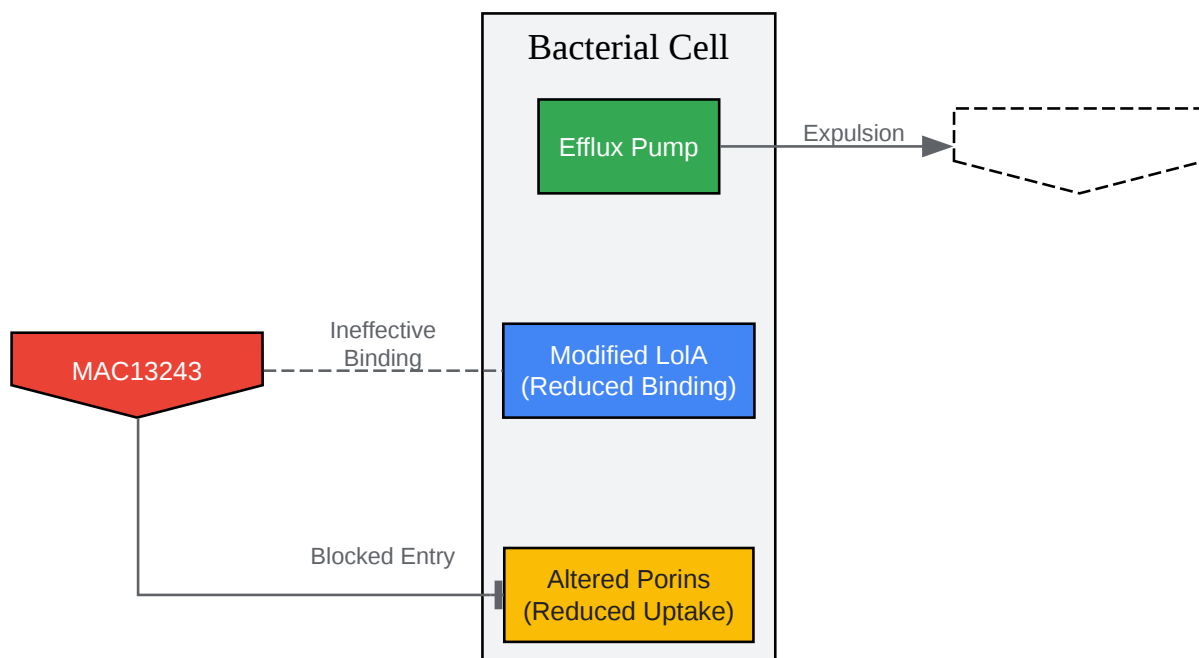 Bacterial Cell
Efflux Pump
Expulsion
MAC13243
Ineffective
Binding
Modified LolA
(Reduced Binding)
Blocked Entry
Altered Porins
(Reduced Uptake)